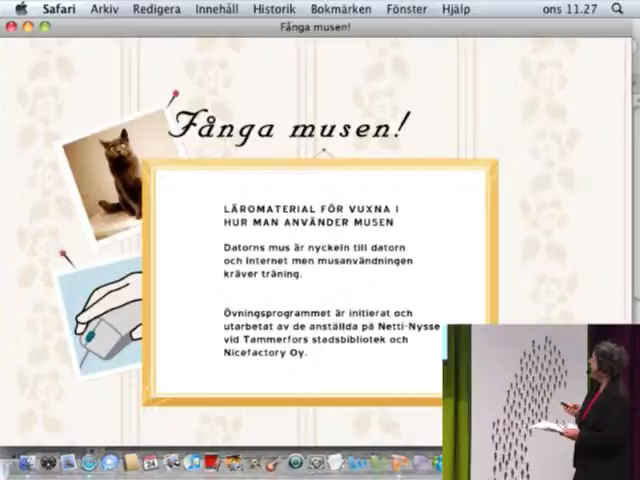 Safari Arkiv Redigera Innehåll Historik Bokmärken Fönster Hjälp ons 11.27
Fånga musen!
Fånga musen!
LÄROMATERIAL FÖR VUXNA I
HUR MAN ANVÄNDER MUSEN
Datorns mus är nyckeln till datorn
och Internet men musanvändningen
kräver träning.
Övningsprogrammet är initierat och
utarbetat av de anställda på Netti-Nysse
vid Tammerfors stadsbibliotek och
Nicefactory Oy.